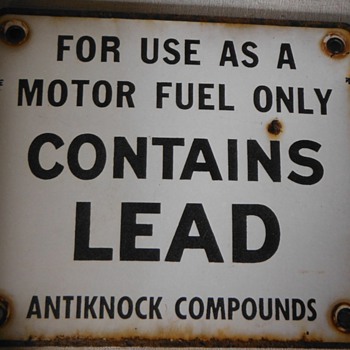 FOR USE AS A
MOTOR FUEL ONLY
CONTAINS
LEAD
ANTIKNOCK COMPOUNDS